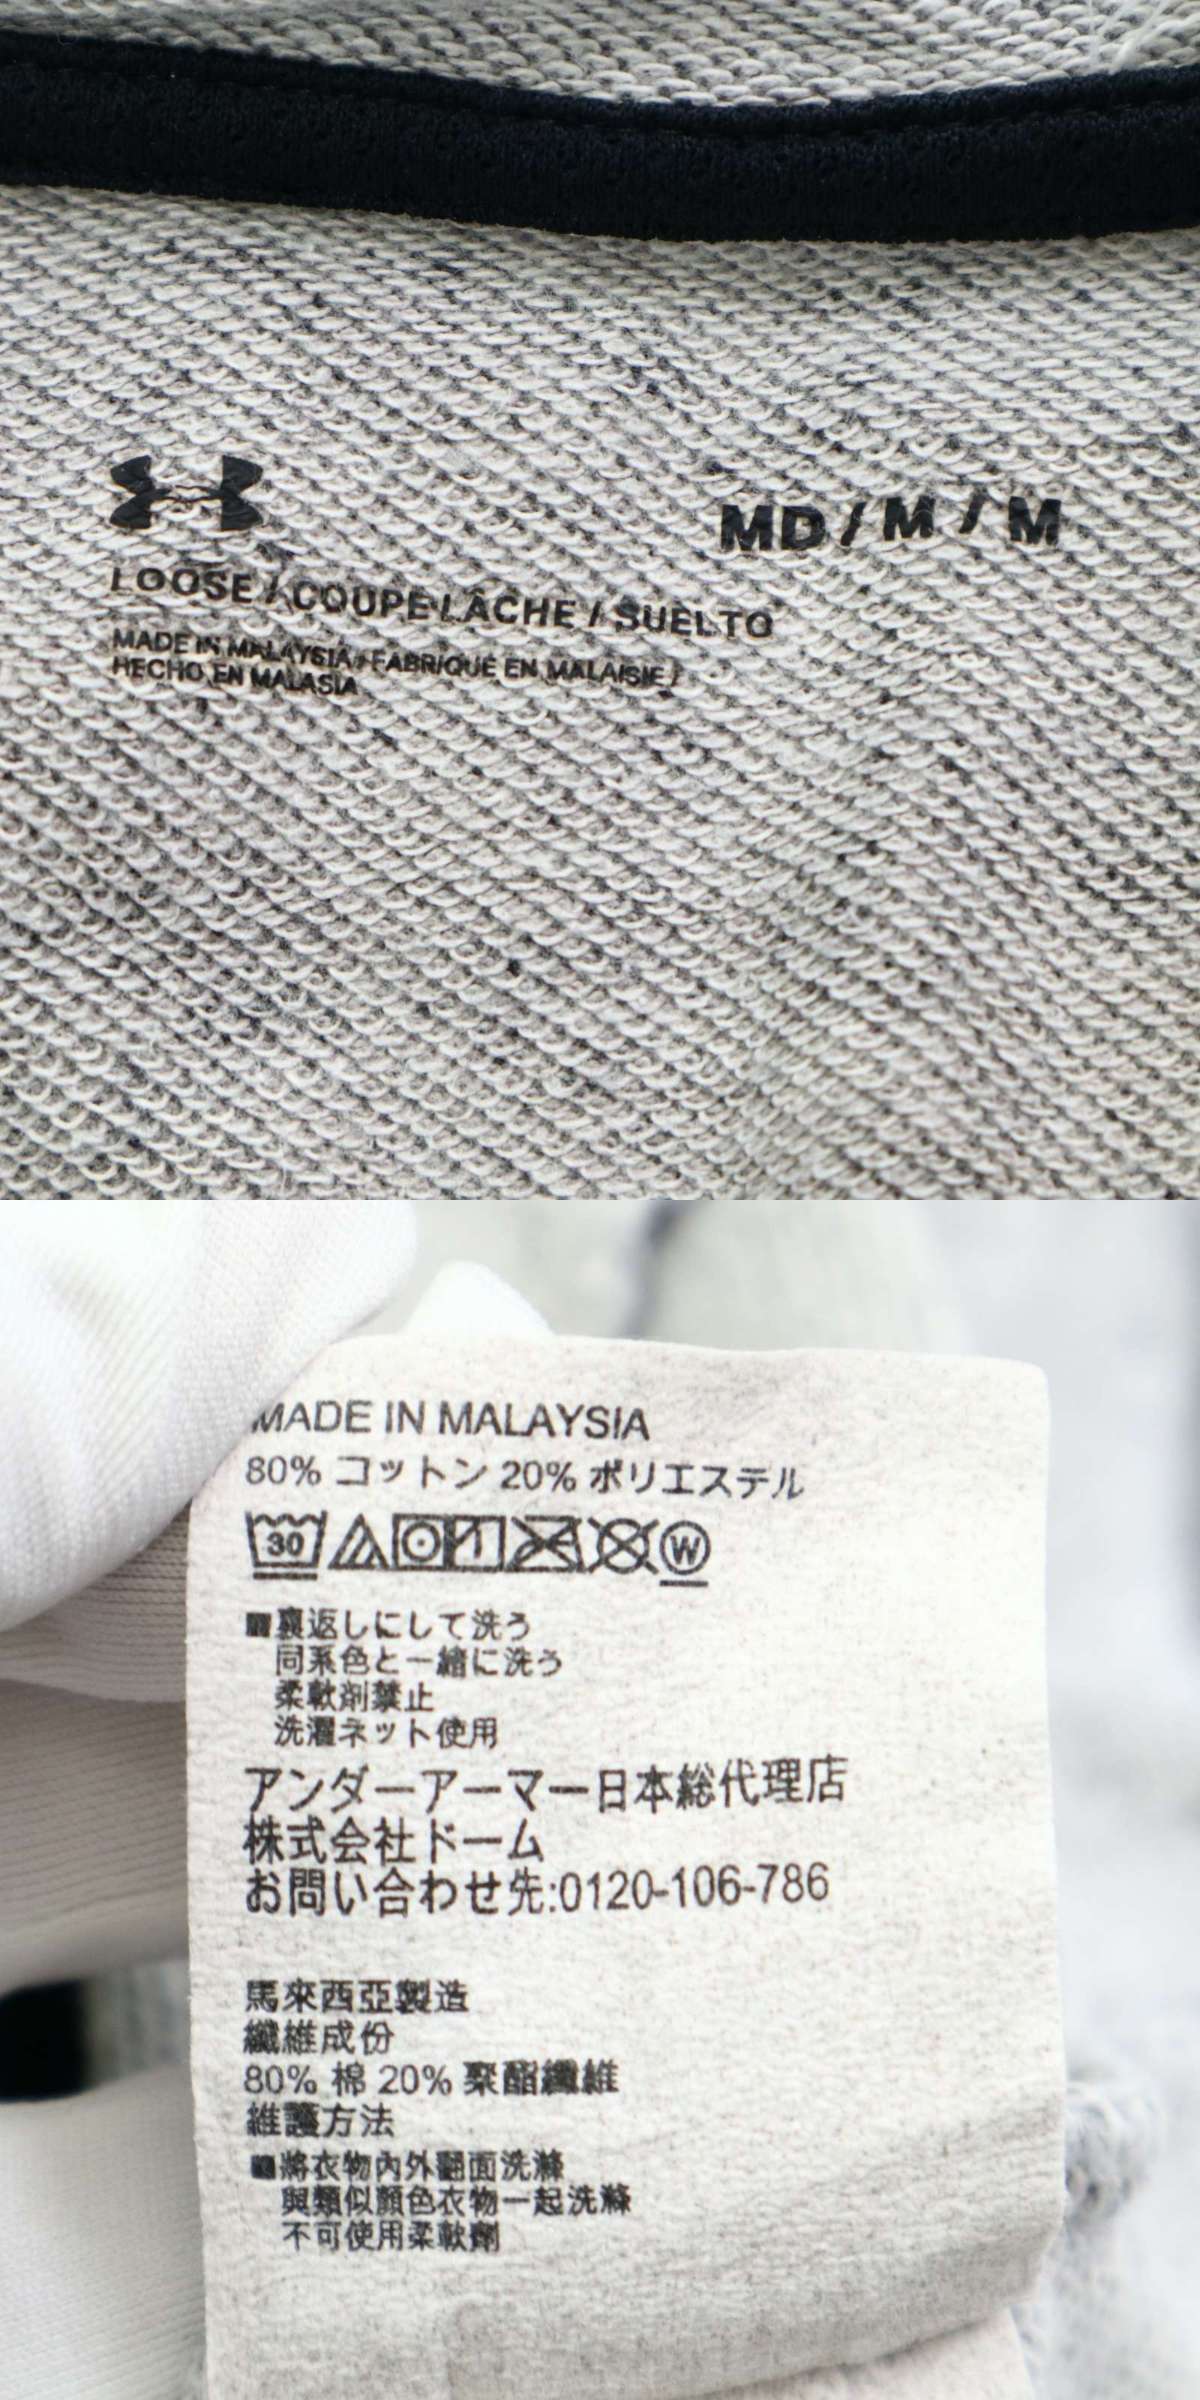 MD / M / M
LOOSE / COUPE LÂCHE / SUELTO
MADE IN MALAYSIA / FABRIQUÉ EN MALAISIE /
HECHO EN MALASIA
MADE IN MALAYSIA
80% コットン 20% ポリエステル
30
W
■裏返しにして洗う
同系色と一緒に洗う
柔軟剤禁止
洗濯ネット使用
アンダーアーマー日本総代理店
株式会社ドーム
お問い合わせ先:0120-106-786
馬來西亞製造
纖維成份
80% 棉 20% 聚酯纖維
維護方法
■將衣物內外翻面洗滌
與類似顏色衣物一起洗滌
不可使用柔軟劑